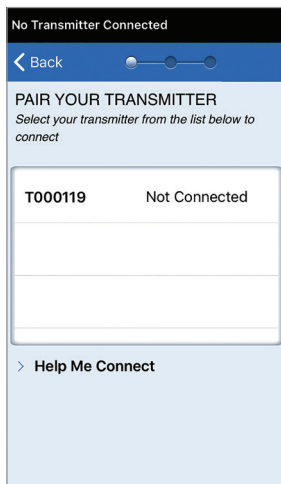 No Transmitter Connected
Back
PAIR YOUR TRANSMITTER
Select your transmitter from the list below to
connect
T000119 Not Connected
Help Me Connect